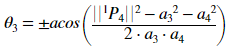 θ₃ = ±acos( (||¹P₄||² − a₃² − a₄²) / (2 · a₃ · a₄) )